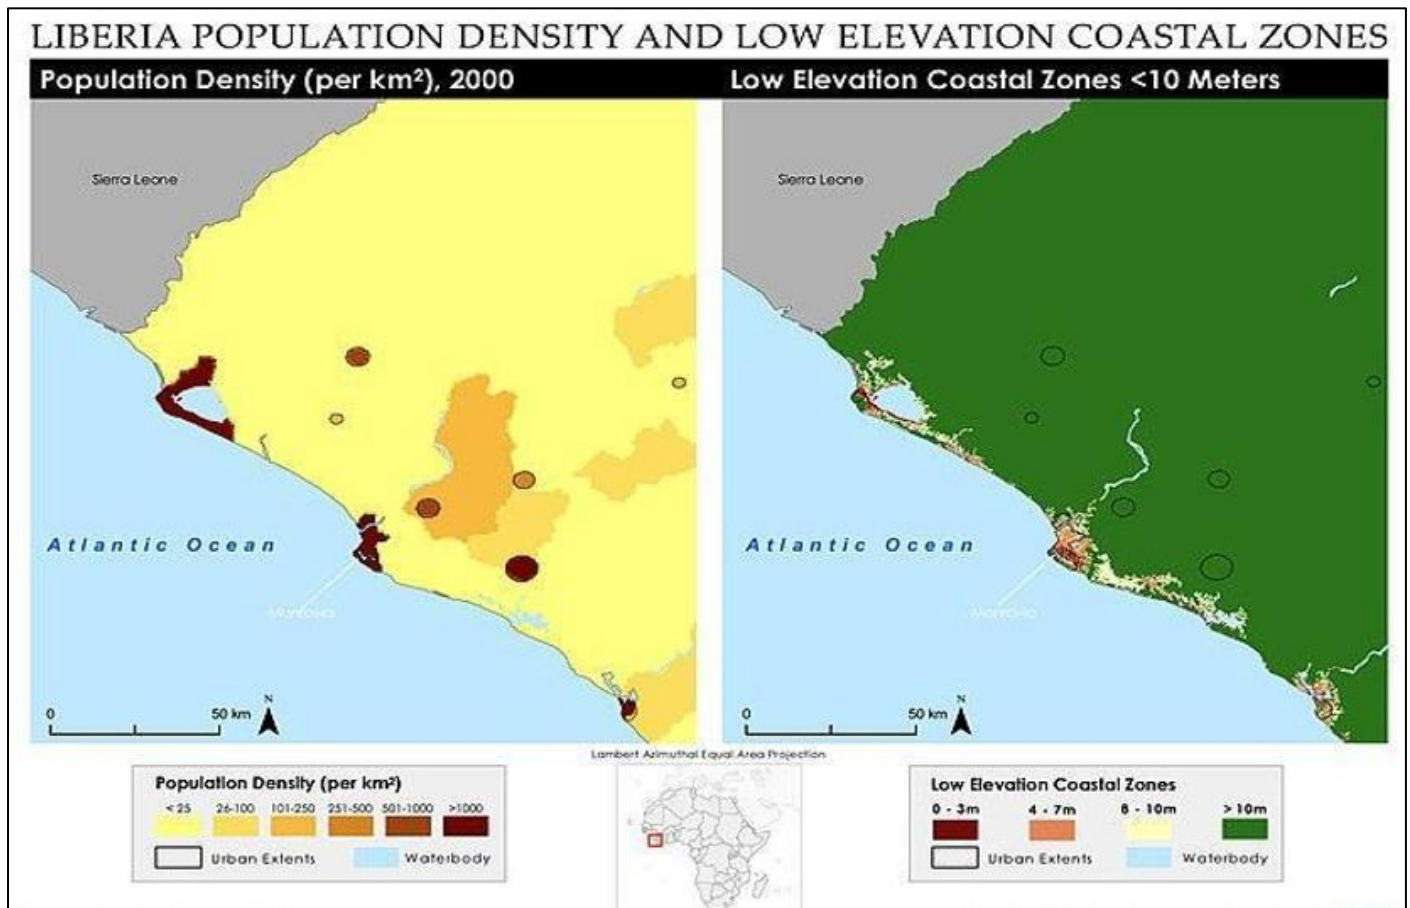 LIBERIA POPULATION DENSITY AND LOW ELEVATION COASTAL ZONES
Population Density (per km²), 2000
Low Elevation Coastal Zones <10 Meters
Sierra Leone
Sierra Leone
Atlantic Ocean
Atlantic Ocean
Monrovia
Monrovia
0 50 km N
0 50 km N
Lambert Azimuthal Equal Area Projection
Population Density (per km²)
< 25 26-100 101-250 251-500 501-1000 >1000
Urban Extents Waterbody
Low Elevation Coastal Zones
0 - 3m 4 - 7m 8 - 10m > 10m
Urban Extents Waterbody